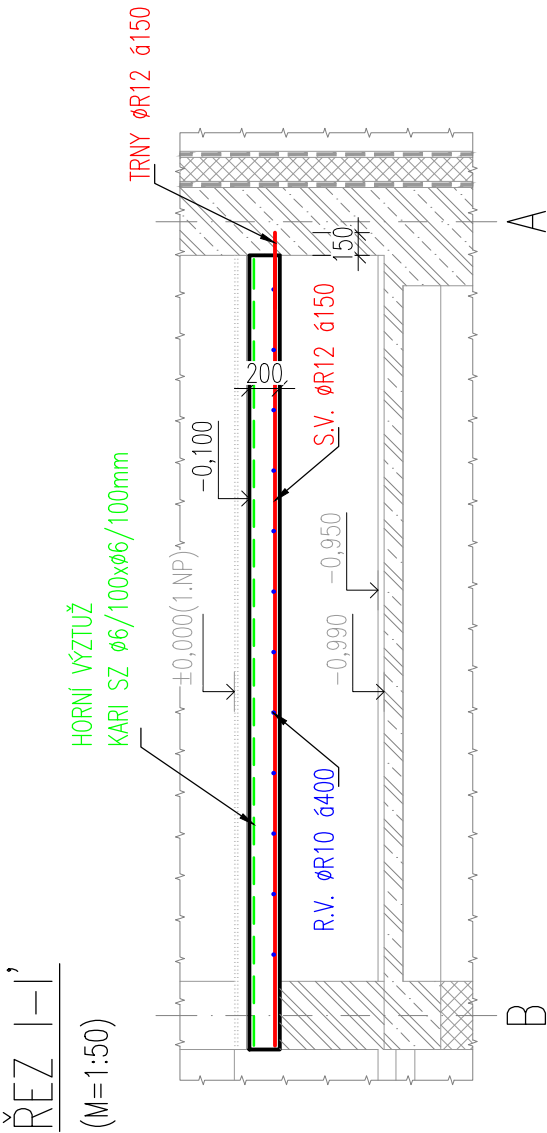 ŘEZ I–I'
(M=1:50)
HORNÍ VÝZTUŽ
KARI SZ ø6/100xø6/100mm
±0,000(1.NP)
-0,100
200
TRNY øR12 á150
150
S.V. øR12 á150
R.V. øR10 á400
-0,990
-0,950
B
A